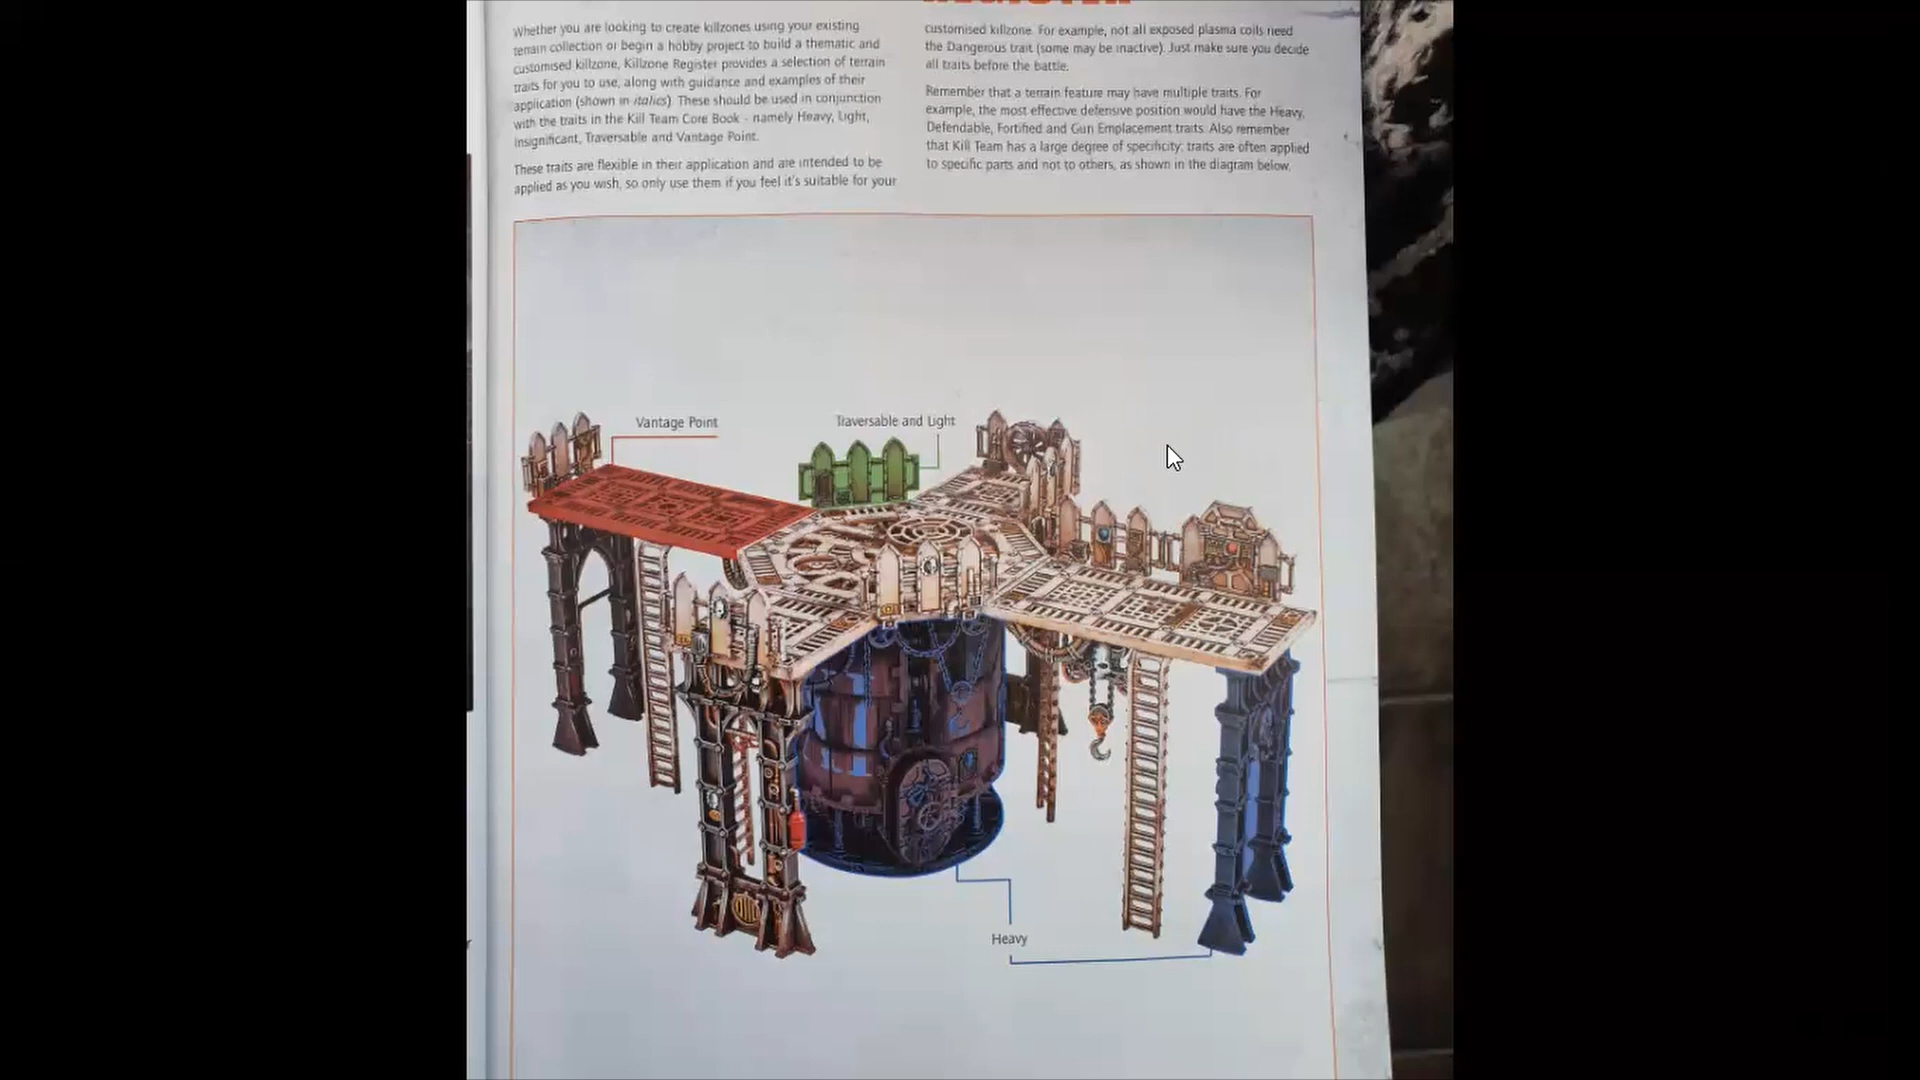 Whether you are looking to create killzones using your existing
terrain collection or begin a hobby project to build a thematic and
customised killzone, Killzone Register provides a selection of terrain
traits for you to use, along with guidance and examples of their
application (shown in italics). These should be used in conjunction
with the traits in the Kill Team Core Book - namely Heavy, Light,
Insignificant, Traversable and Vantage Point.
These traits are flexible in their application and are intended to be
applied as you wish, so only use them if you feel it's suitable for your
customised killzone. For example, not all exposed plasma coils need
the Dangerous trait (some may be inactive). Just make sure you decide
all traits before the battle.
Remember that a terrain feature may have multiple traits. For
example, the most effective defensive position would have the Heavy,
Defendable, Fortified and Gun Emplacement traits. Also remember
that Kill Team has a large degree of specificity: traits are often applied
to specific parts and not to others, as shown in the diagram below.
Vantage Point
Traversable and Light
Heavy